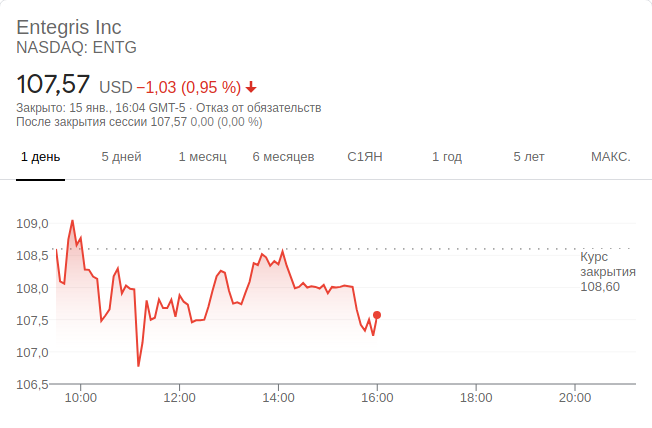 Entegris Inc
NASDAQ: ENTG
107,57 USD −1,03 (0,95 %)
Закрыто: 15 янв., 16:04 GMT-5 · Отказ от обязательств
После закрытия сессии 107,57 0,00 (0,00 %)
1 день 5 дней 1 месяц 6 месяцев С1ЯН 1 год 5 лет МАКС.
109,0
108,5
Курс
закрытия
108,60
108,0
107,5
107,0
106,5
10:00 12:00 14:00 16:00 18:00 20:00